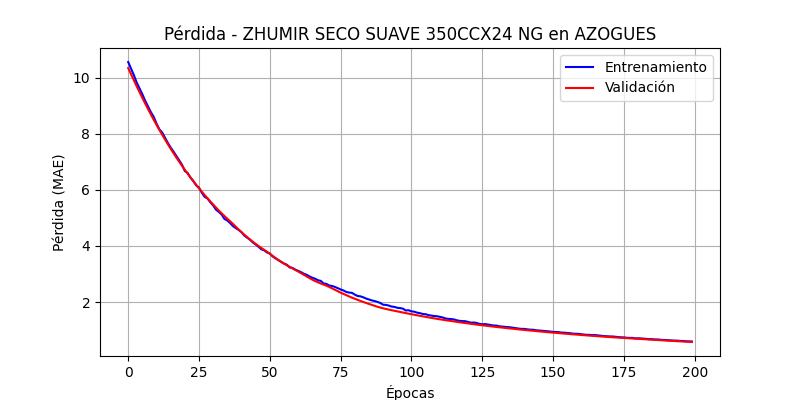 Pérdida - ZHUMIR SECO SUAVE 350CCX24 NG en AZOGUES
Entrenamiento
Validación
Pérdida (MAE)
10
8
6
4
2
0 25 50 75 100 125 150 175 200
Épocas